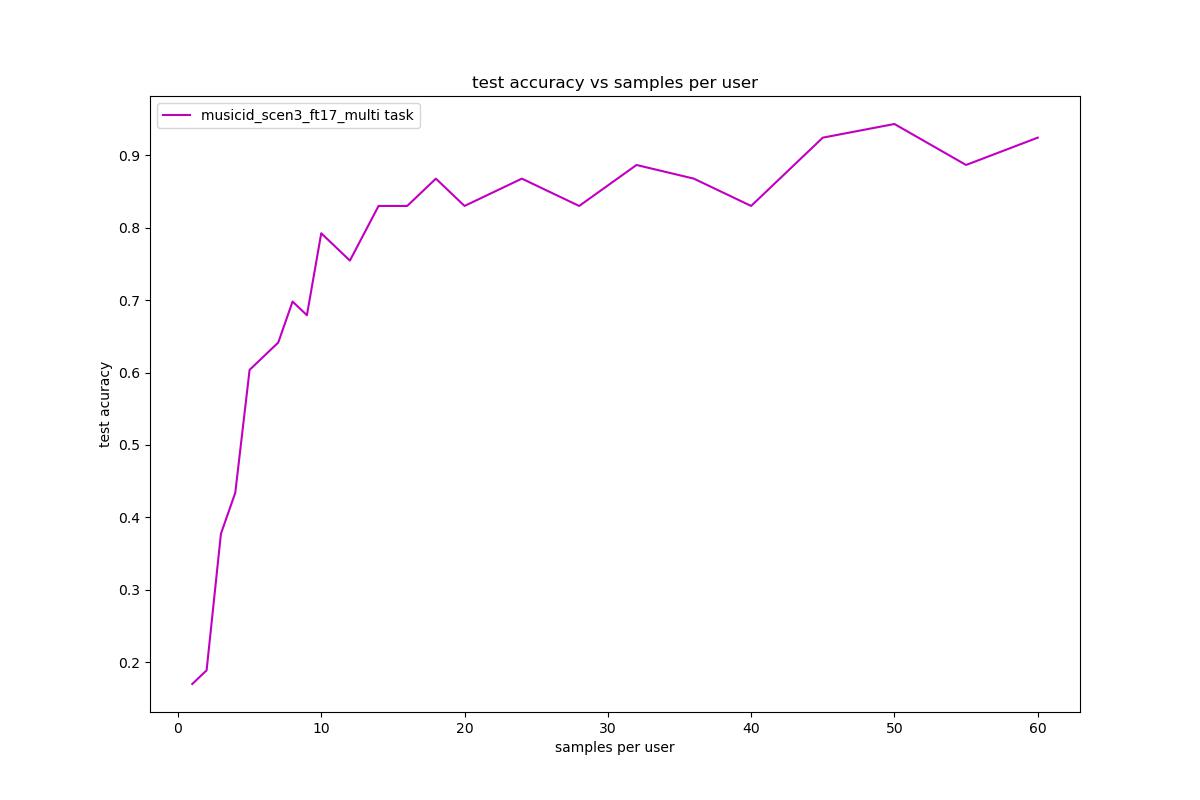 test accuracy vs samples per user
musicid_scen3_ft17_multi task
test acuracy
0.9
0.8
0.7
0.6
0.5
0.4
0.3
0.2
0 10 20 30 40 50 60
samples per user